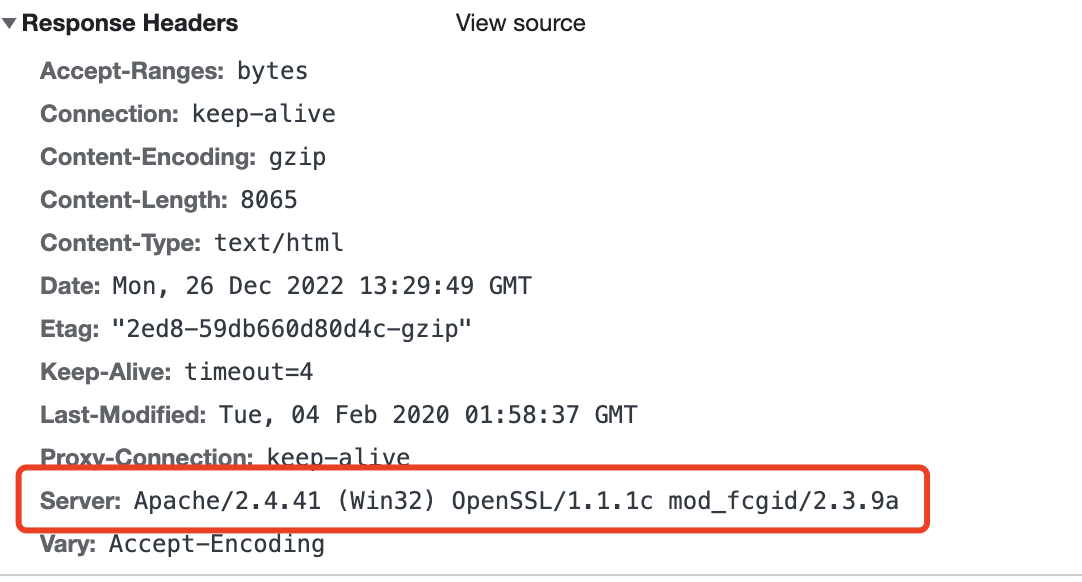 Response Headers View source
Accept-Ranges: bytes
Connection: keep-alive
Content-Encoding: gzip
Content-Length: 8065
Content-Type: text/html
Date: Mon, 26 Dec 2022 13:29:49 GMT
Etag: "2ed8-59db660d80d4c-gzip"
Keep-Alive: timeout=4
Last-Modified: Tue, 04 Feb 2020 01:58:37 GMT
Proxy-Connection: keep-alive
Server: Apache/2.4.41 (Win32) OpenSSL/1.1.1c mod_fcgid/2.3.9a
Vary: Accept-Encoding